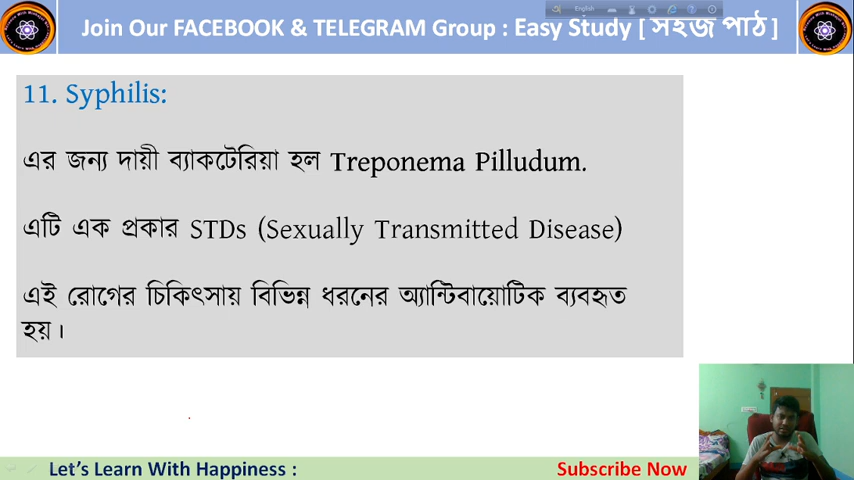 Join Our FACEBOOK & TELEGRAM Group : Easy Study [ সহজ পাঠ ]
English
11. Syphilis:
এর জন্য দায়ী ব্যাকটেরিয়া হল Treponema Pilludum.
এটি এক প্রকার STDs (Sexually Transmitted Disease)
এই রোগের চিকিৎসায় বিভিন্ন ধরনের অ্যান্টিবায়োটিক ব্যবহৃত
হয়।
Let's Learn With Happiness :
Subscribe Now